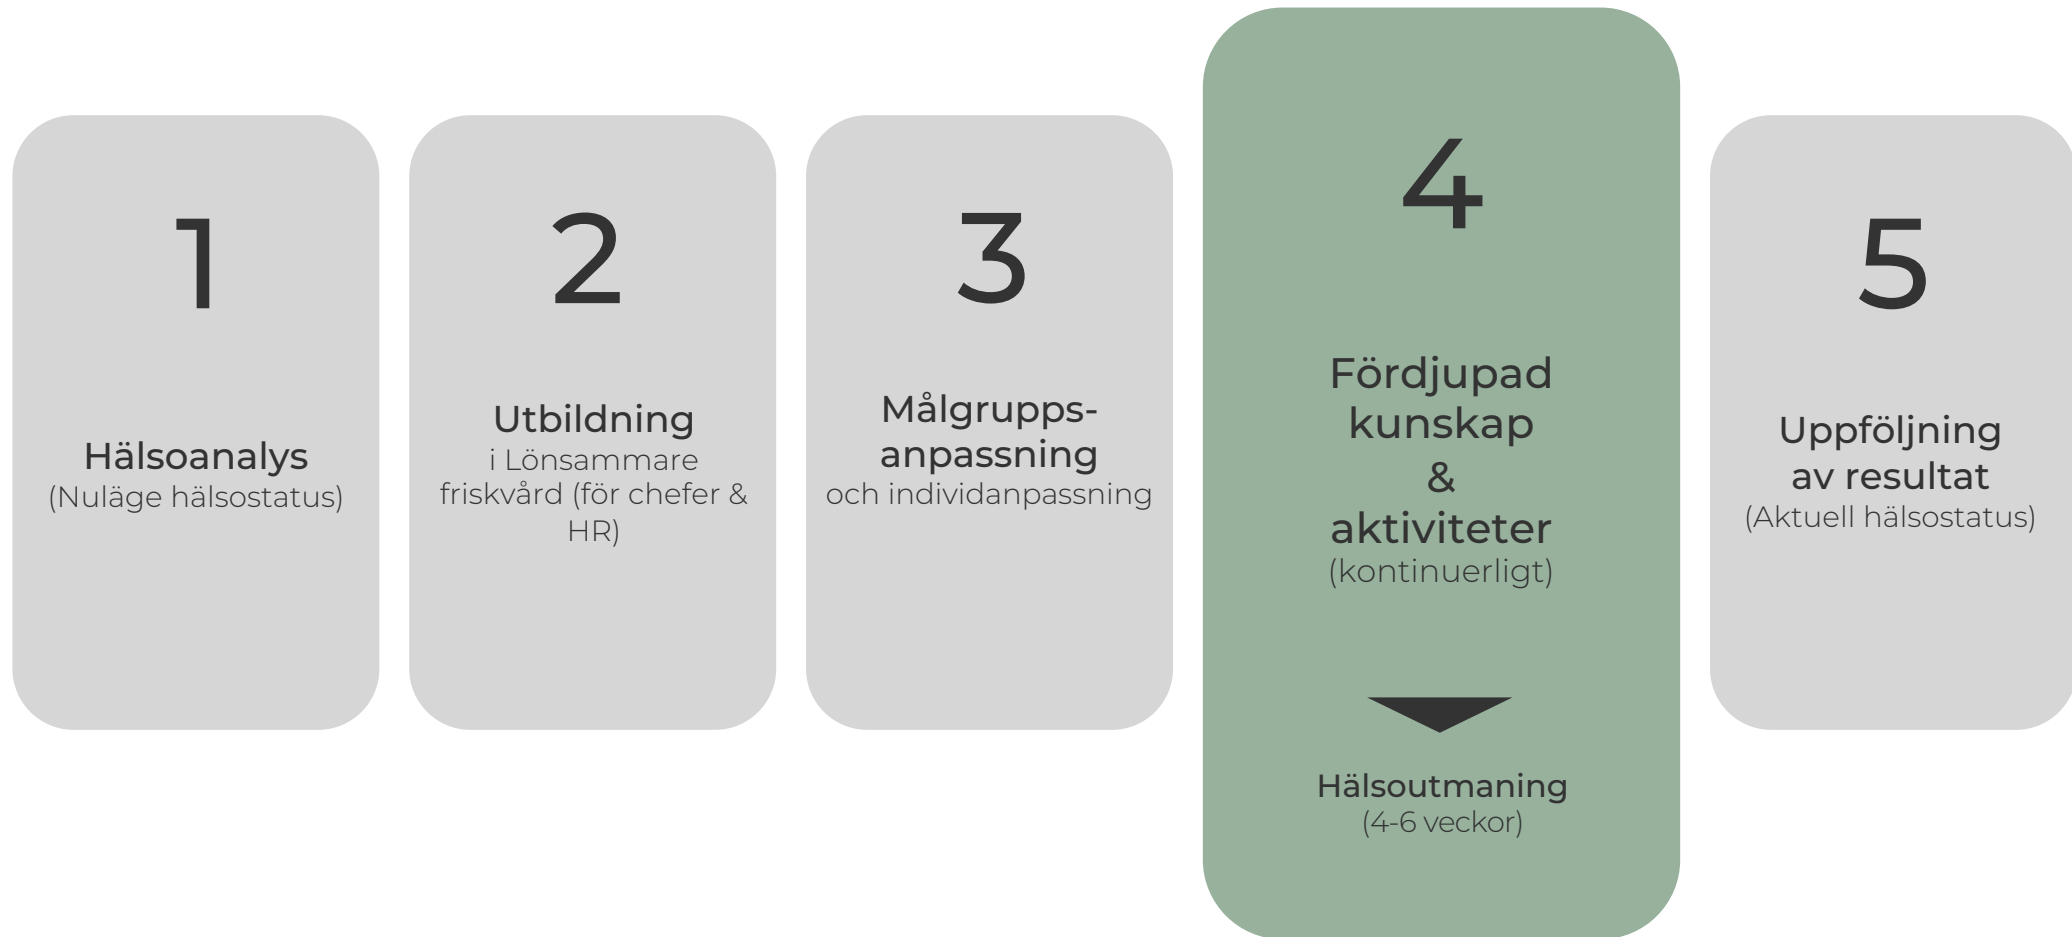 1
Hälsoanalys
(Nuläge hälsostatus)
2
Utbildning
i Lönsammare
friskvård (för chefer &
HR)
3
Målgrupps-
anpassning
och individanpassning
4
Fördjupad
kunskap
&
aktiviteter
(kontinuerligt)
Hälsoutmaning
(4-6 veckor)
5
Uppföljning
av resultat
(Aktuell hälsostatus)